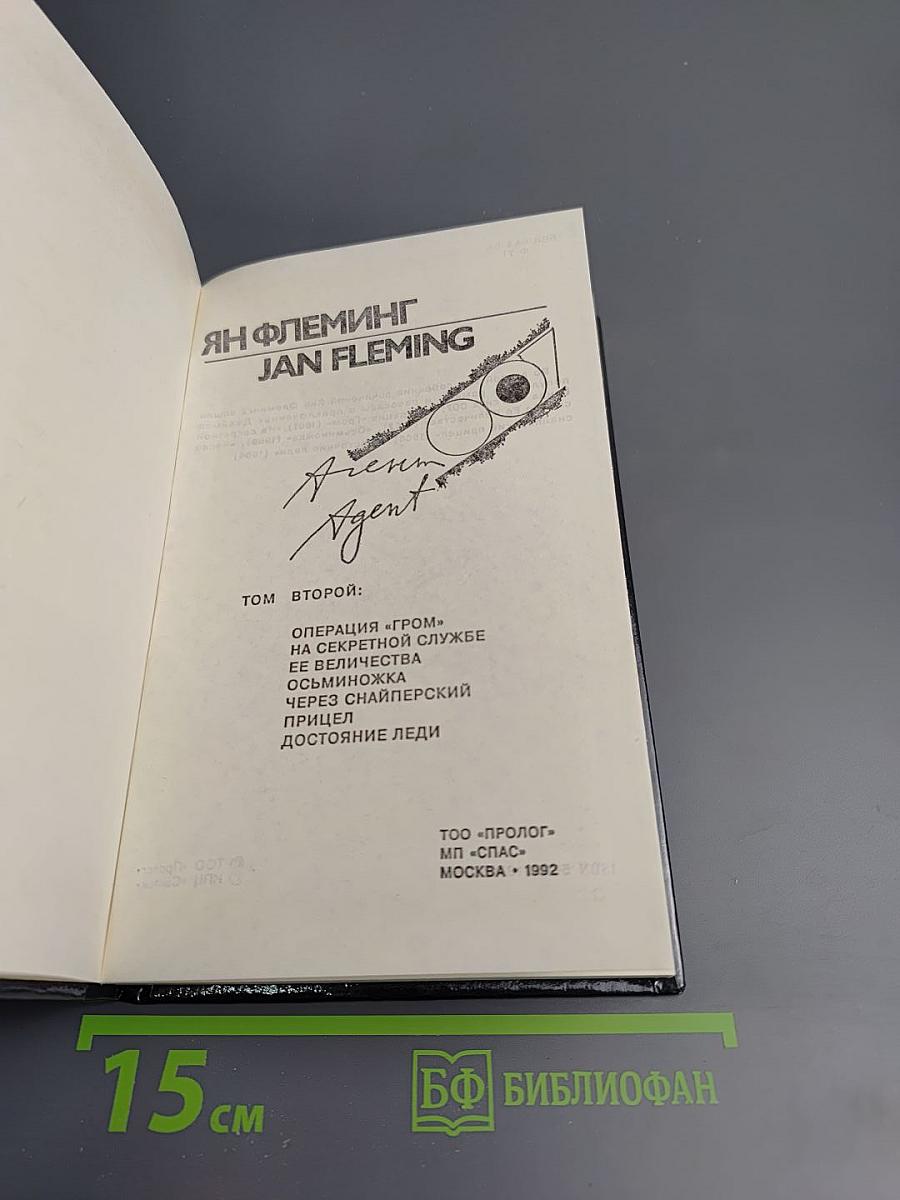 ЯН ФЛЕМИНГ
JAN FLEMING
Агент
Agent
ТОМ ВТОРОЙ:
ОПЕРАЦИЯ «ГРОМ»
НА СЕКРЕТНОЙ СЛУЖБЕ
ЕЕ ВЕЛИЧЕСТВА
ОСЬМИНОЖКА
ЧЕРЕЗ СНАЙПЕРСКИЙ
ПРИЦЕЛ
ДОСТОЯНИЕ ЛЕДИ
ТОО «ПРОЛОГ»
МП «СПАС»
МОСКВА • 1992
15 см
БФ БИБЛИОФАН